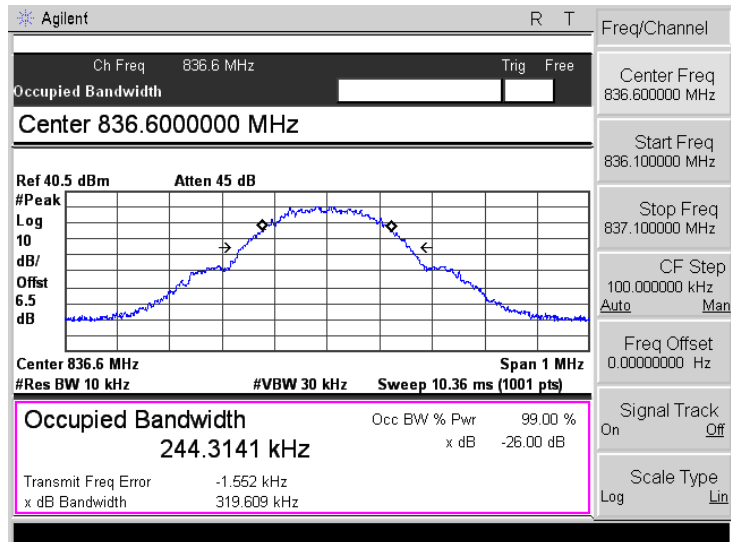 Agilent R T
Ch Freq 836.6 MHz Trig Free
Occupied Bandwidth
Center 836.6000000 MHz
Ref 40.5 dBm Atten 45 dB
#Peak
Log
10
dB/
Offst
6.5
dB
Center 836.6 MHz Span 1 MHz
#Res BW 10 kHz #VBW 30 kHz Sweep 10.36 ms (1001 pts)
Occupied Bandwidth Occ BW % Pwr 99.00 %
244.3141 kHz x dB -26.00 dB
Transmit Freq Error -1.552 kHz
x dB Bandwidth 319.609 kHz
Freq/Channel
Center Freq
836.600000 MHz
Start Freq
836.100000 MHz
Stop Freq
837.100000 MHz
CF Step
100.000000 kHz
Auto Man
Freq Offset
0.00000000 Hz
Signal Track
On Off
Scale Type
Log Lin